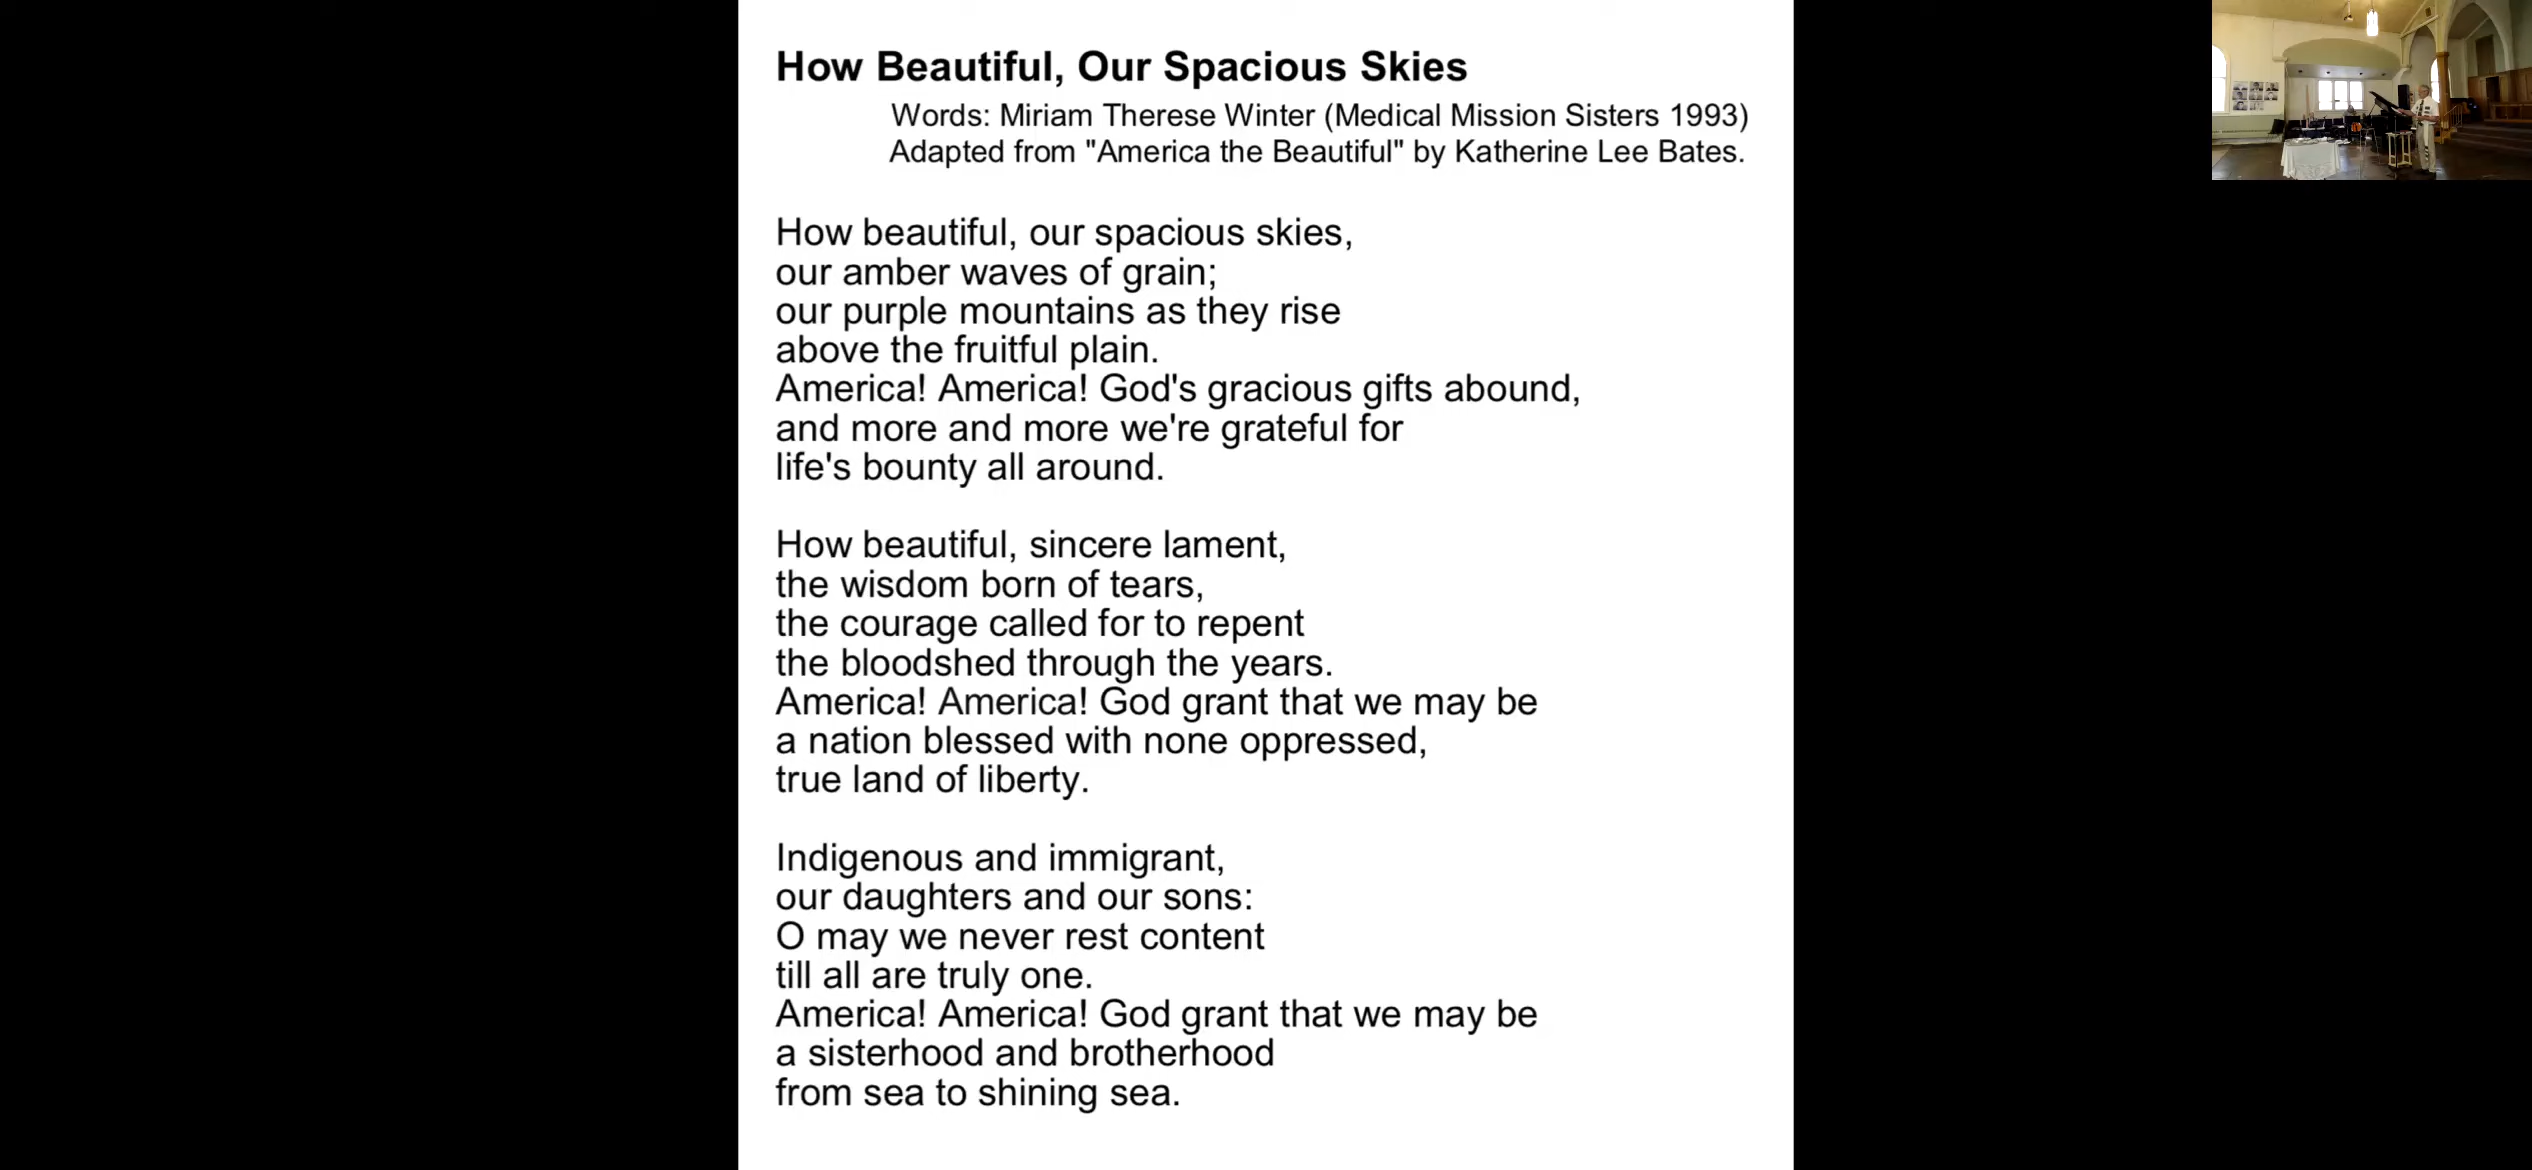 How Beautiful, Our Spacious Skies
Words: Miriam Therese Winter (Medical Mission Sisters 1993)
Adapted from "America the Beautiful" by Katherine Lee Bates.
How beautiful, our spacious skies,
our amber waves of grain;
our purple mountains as they rise
above the fruitful plain.
America! America! God's gracious gifts abound,
and more and more we're grateful for
life's bounty all around.
How beautiful, sincere lament,
the wisdom born of tears,
the courage called for to repent
the bloodshed through the years.
America! America! God grant that we may be
a nation blessed with none oppressed,
true land of liberty.
Indigenous and immigrant,
our daughters and our sons:
O may we never rest content
till all are truly one.
America! America! God grant that we may be
a sisterhood and brotherhood
from sea to shining sea.